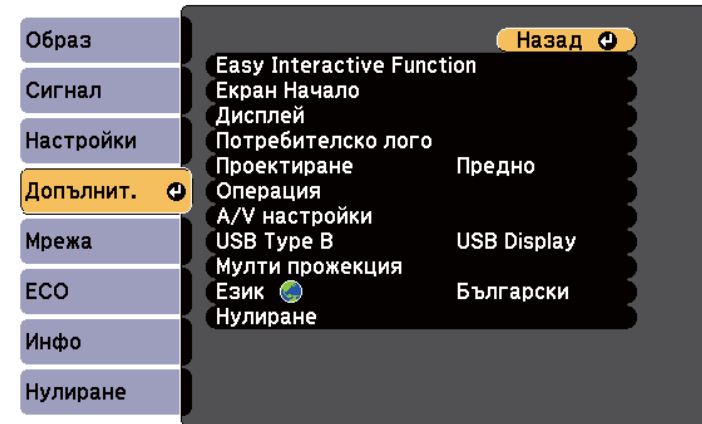 Образ
Сигнал
Настройки
Допълнит.
Мрежа
ECO
Инфо
Нулиране
Назад
Easy Interactive Function
Екран Начало
Дисплей
Потребителско лого
Проектиране Предно
Операция
A/V настройки
USB Type B USB Display
Мулти прожекция
Език Български
Нулиране